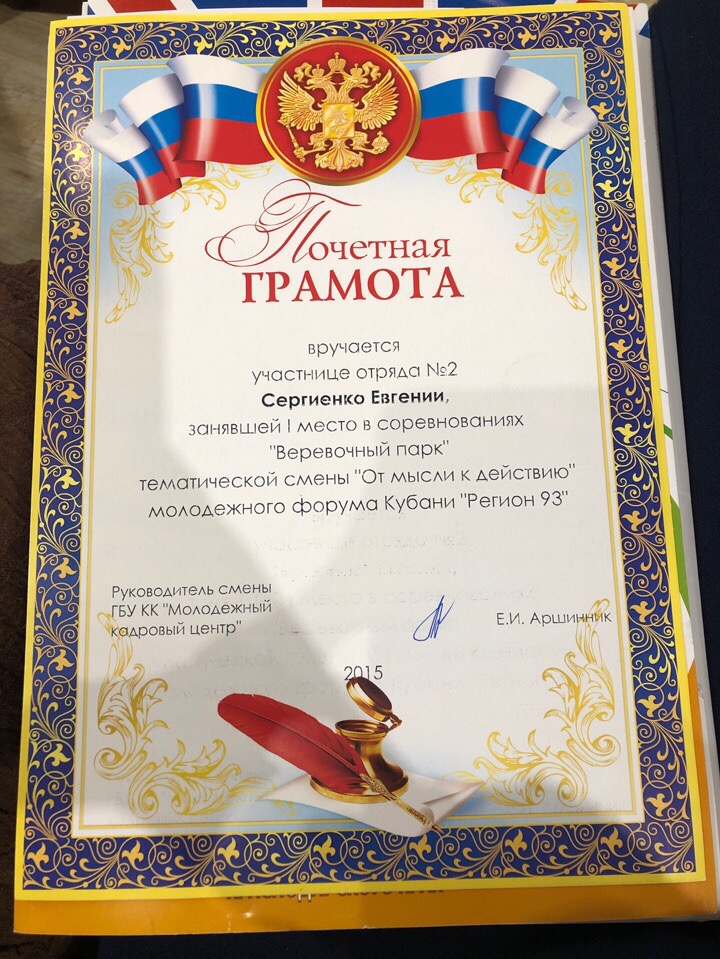 Почетная
ГРАМОТА
вручается
участнице отряда №2
Сергиенко Евгении,
занявшей I место в соревнованиях
"Веревочный парк"
тематической смены "От мысли к действию"
молодежного форума Кубани "Регион 93"
Руководитель смены
ГБУ КК "Молодежный
кадровый центр"
Е.И. Аршинник
2015